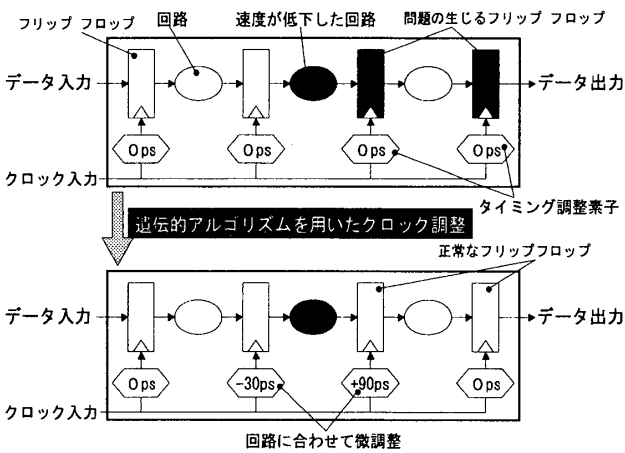 フリップ フロップ
回路
速度が低下した回路
問題の生じるフリップ フロップ
データ入力
データ出力
0ps
0ps
0ps
0ps
クロック入力
タイミング調整素子
遺伝的アルゴリズムを用いたクロック調整
正常なフリップフロップ
データ入力
データ出力
0ps
-30ps
+90ps
0ps
クロック入力
回路に合わせて微調整